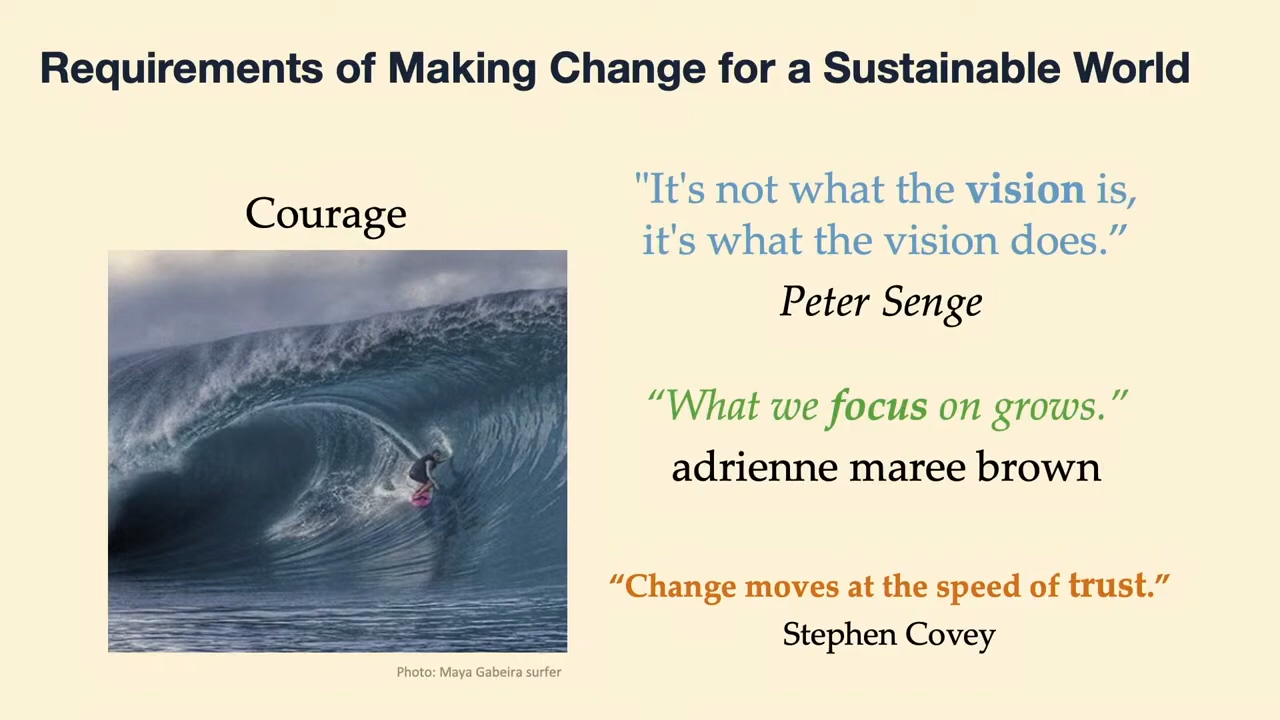 Requirements of Making Change for a Sustainable World
Courage
"It's not what the vision is,
it's what the vision does.”
Peter Senge
“What we focus on grows.”
adrienne maree brown
“Change moves at the speed of trust.”
Stephen Covey
Photo: Maya Gabeira surfer